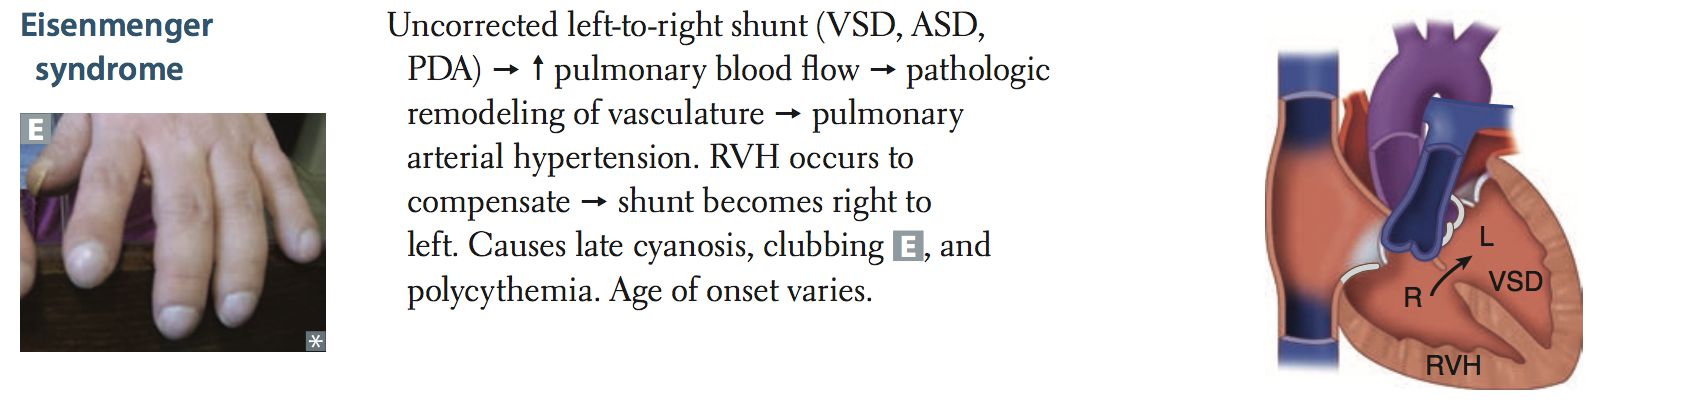 Eisenmenger
syndrome
E
*
Uncorrected left-to-right shunt (VSD, ASD,
PDA) → ↑ pulmonary blood flow → pathologic
remodeling of vasculature → pulmonary
arterial hypertension. RVH occurs to
compensate → shunt becomes right to
left. Causes late cyanosis, clubbing E, and
polycythemia. Age of onset varies.
L
VSD
R
RVH